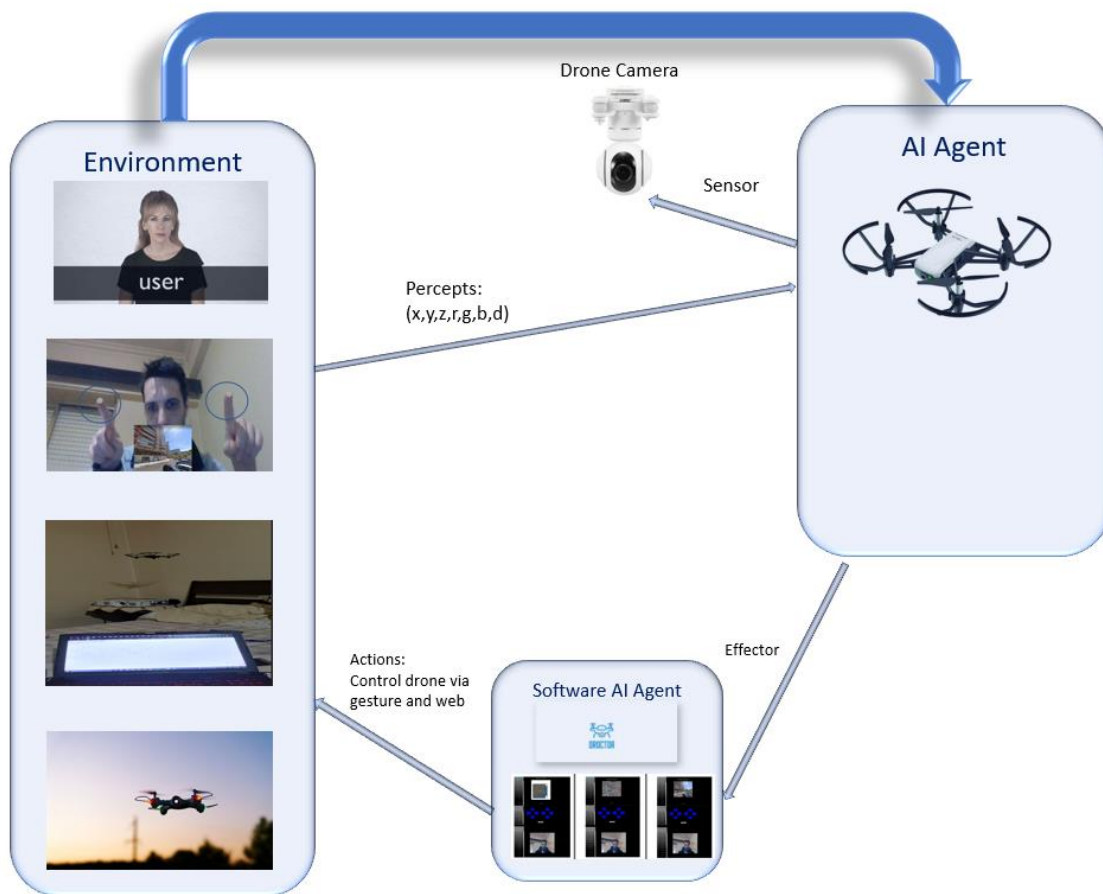 Drone Camera
Environment
AI Agent
Sensor
user
Percepts:
(x,y,z,r,g,b,d)
Effector
Actions:
Control drone via
gesture and web
Software AI Agent
DROCTOR